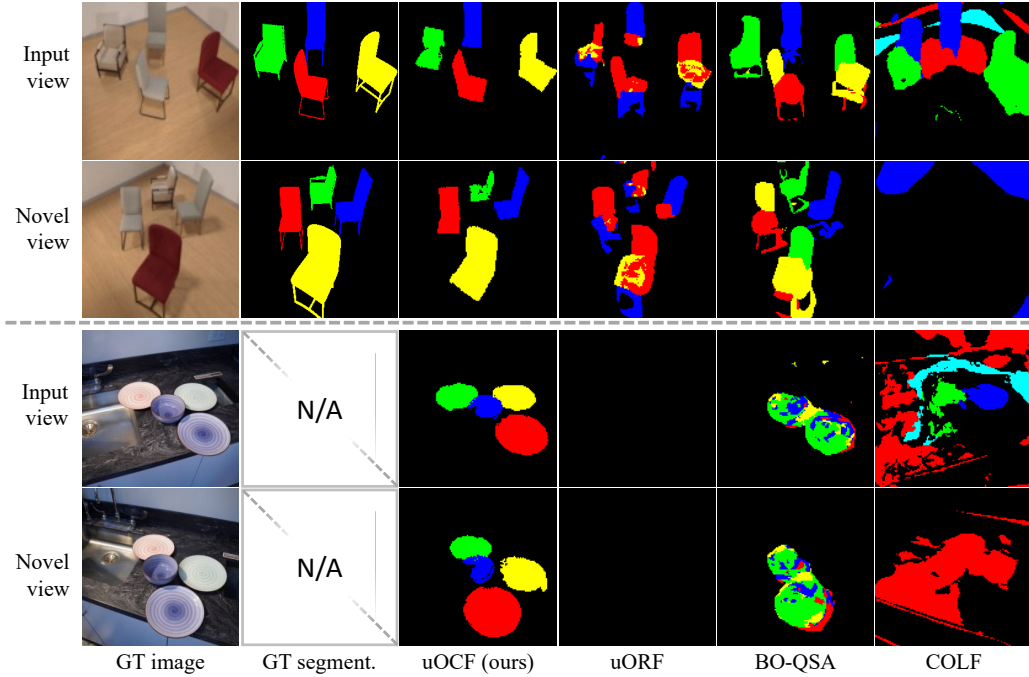 Input
view
Novel
view
Input
view
N/A
Novel
view
N/A
GT image
GT segment.
uOCF (ours)
uORF
BO-QSA
COLF